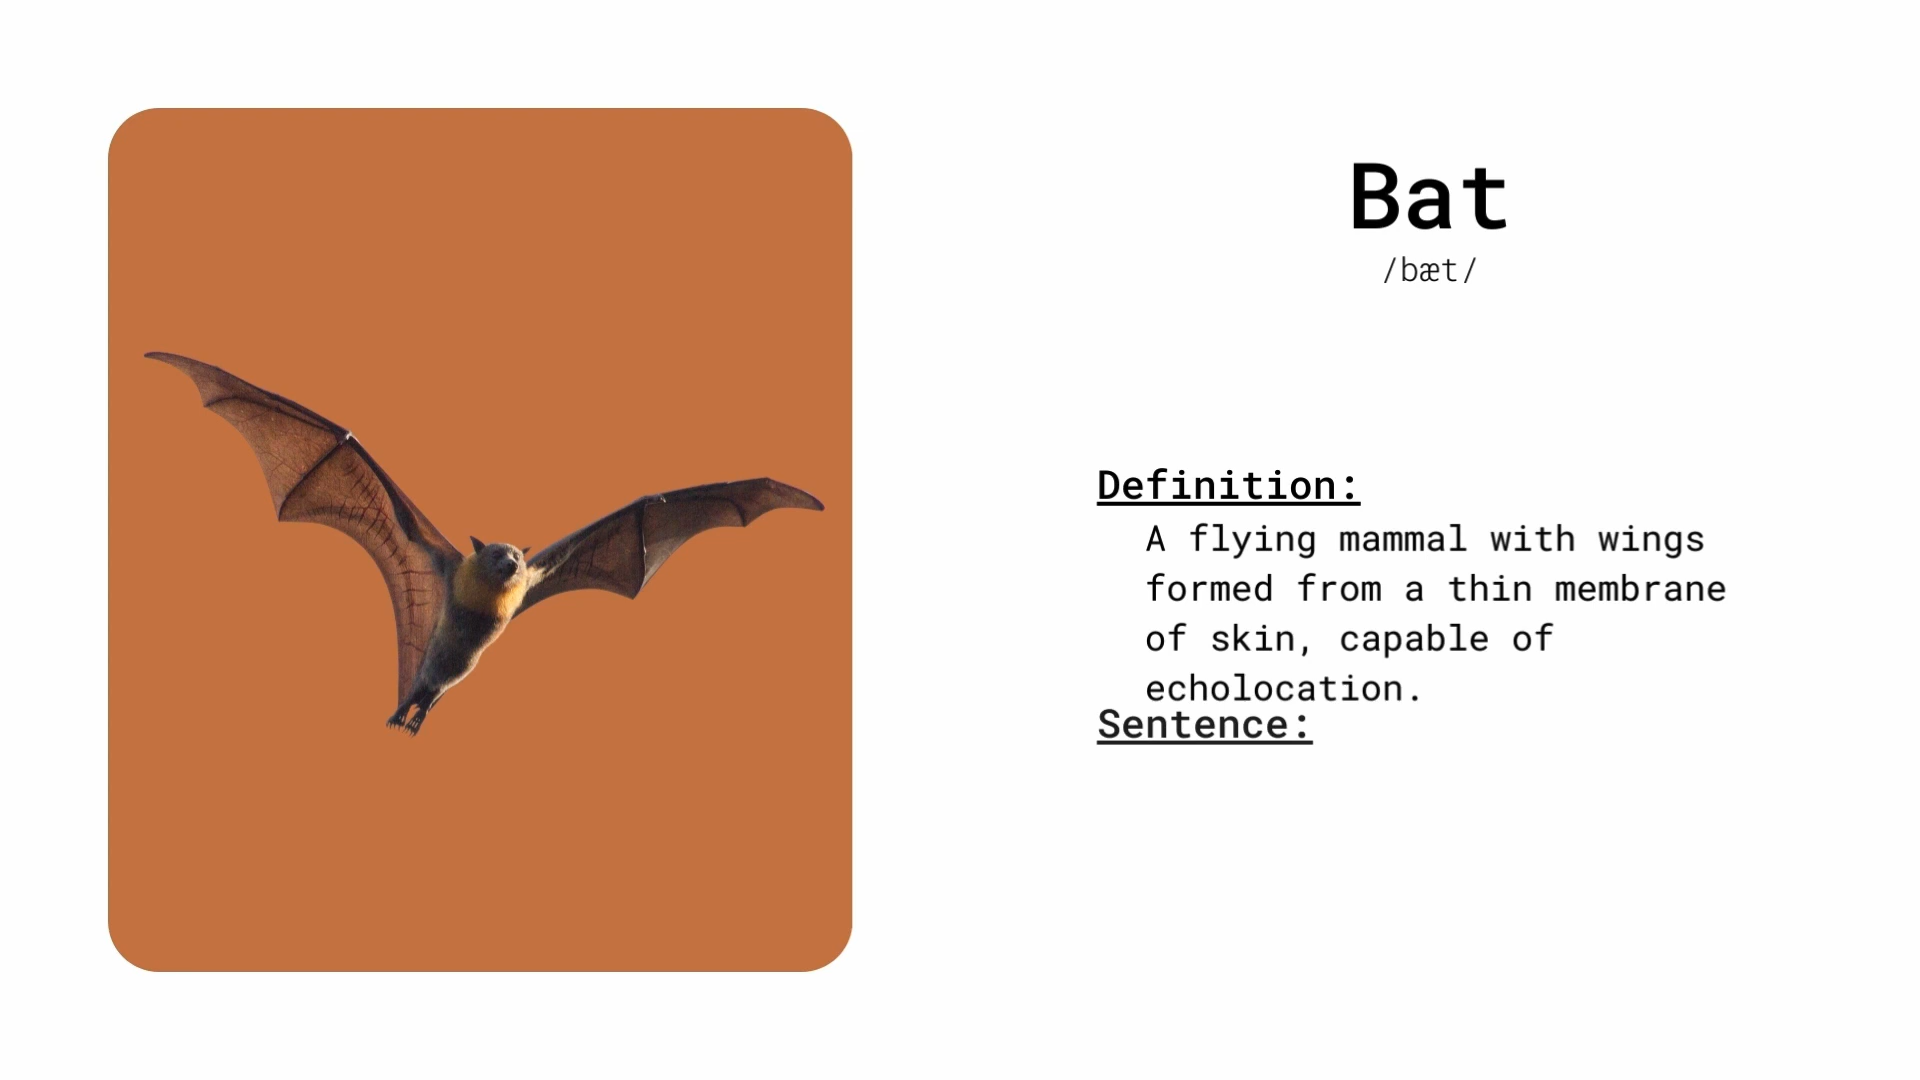 Bat
/bæt/
Definition:
A flying mammal with wings
formed from a thin membrane
of skin, capable of
echolocation.
Sentence: